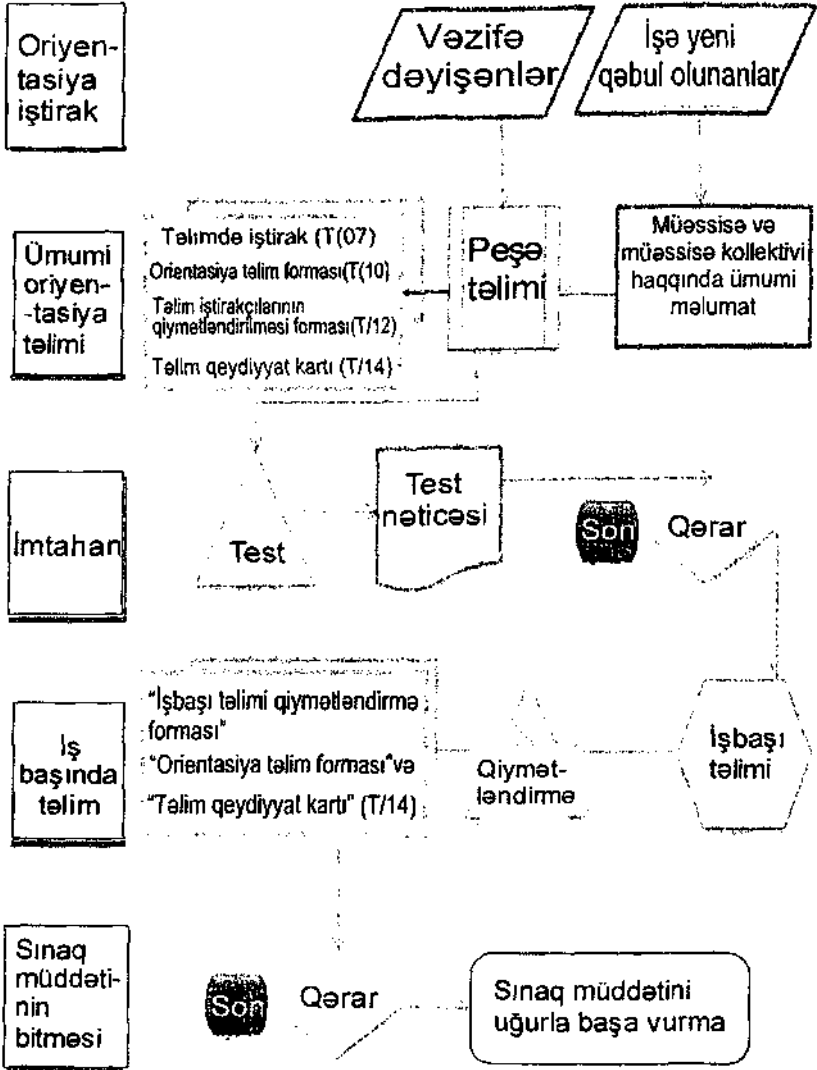 Oriyen-
tasiya
iştirak
Vəzifə
dəyişənlər
İşə yeni
qəbul olunanlar
Ümumi
oriyen-
-tasiya
təlimi
Təlimdə iştirak (T(07)
Orientasiya təlim forması(T(10)
Təlim iştirakçılarının
qiymətləndirilməsi forması(T/12)
Təlim qeydiyyat kartı (T/14)
Peşə
təlimi
Müəssisə və
müəssisə kollektivi
haqqında ümumi
məlumat
İmtahan
Test
Test
nəticəsi
Son
Qərar
İş
başında
təlim
"İşbaşı təlimi qiymətləndirmə
forması"
"Orientasiya təlim forması"və
"Təlim qeydiyyat kartı" (T/14)
Qiymət-
ləndirmə
İşbaşı
təlimi
Sınaq
müddəti-
nin
bitməsi
Son
Qərar
Sınaq müddətini
uğurla başa vurma